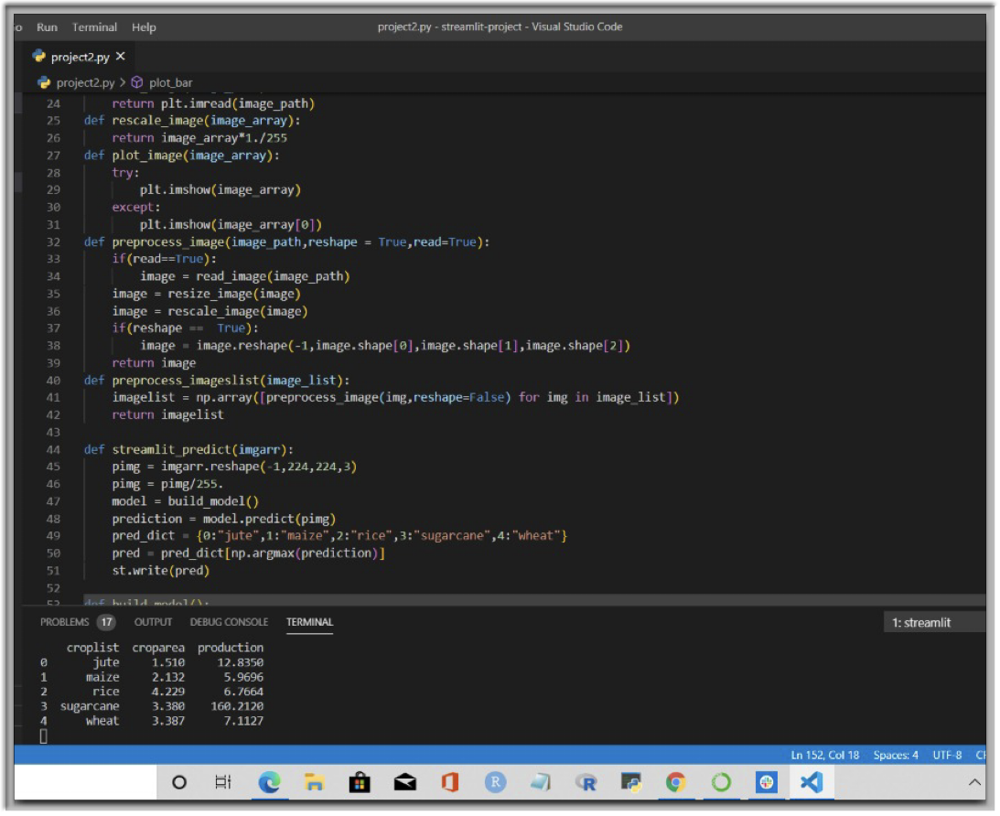 Run Terminal Help project2.py - streamlit-project - Visual Studio Code
project2.py ×
project2.py > plot_bar
24 return plt.imread(image_path)
25 def rescale_image(image_array):
26 return image_array*1./255
27 def plot_image(image_array):
28 try:
29 plt.imshow(image_array)
30 except:
31 plt.imshow(image_array[0])
32 def preprocess_image(image_path,reshape = True,read=True):
33 if(read==True):
34 image = read_image(image_path)
35 image = resize_image(image)
36 image = rescale_image(image)
37 if(reshape == True):
38 image = image.reshape(-1,image.shape[0],image.shape[1],image.shape[2])
39 return image
40 def preprocess_imageslist(image_list):
41 imagelist = np.array([preprocess_image(img,reshape=False) for img in image_list])
42 return imagelist
43
44 def streamlit_predict(imgarr):
45 pimg = imgarr.reshape(-1,224,224,3)
46 pimg = pimg/255.
47 model = build_model()
48 prediction = model.predict(pimg)
49 pred_dict = {0:"jute",1:"maize",2:"rice",3:"sugarcane",4:"wheat"}
50 pred = pred_dict[np.argmax(prediction)]
51 st.write(pred)
52
53 def build_model():
PROBLEMS 17 OUTPUT DEBUG CONSOLE TERMINAL 1: streamlit
croplist croparea production
0 jute 1.510 12.8350
1 maize 2.132 5.9696
2 rice 4.229 6.7664
3 sugarcane 3.380 160.2120
4 wheat 3.387 7.1127
Ln 152, Col 18 Spaces: 4 UTF-8